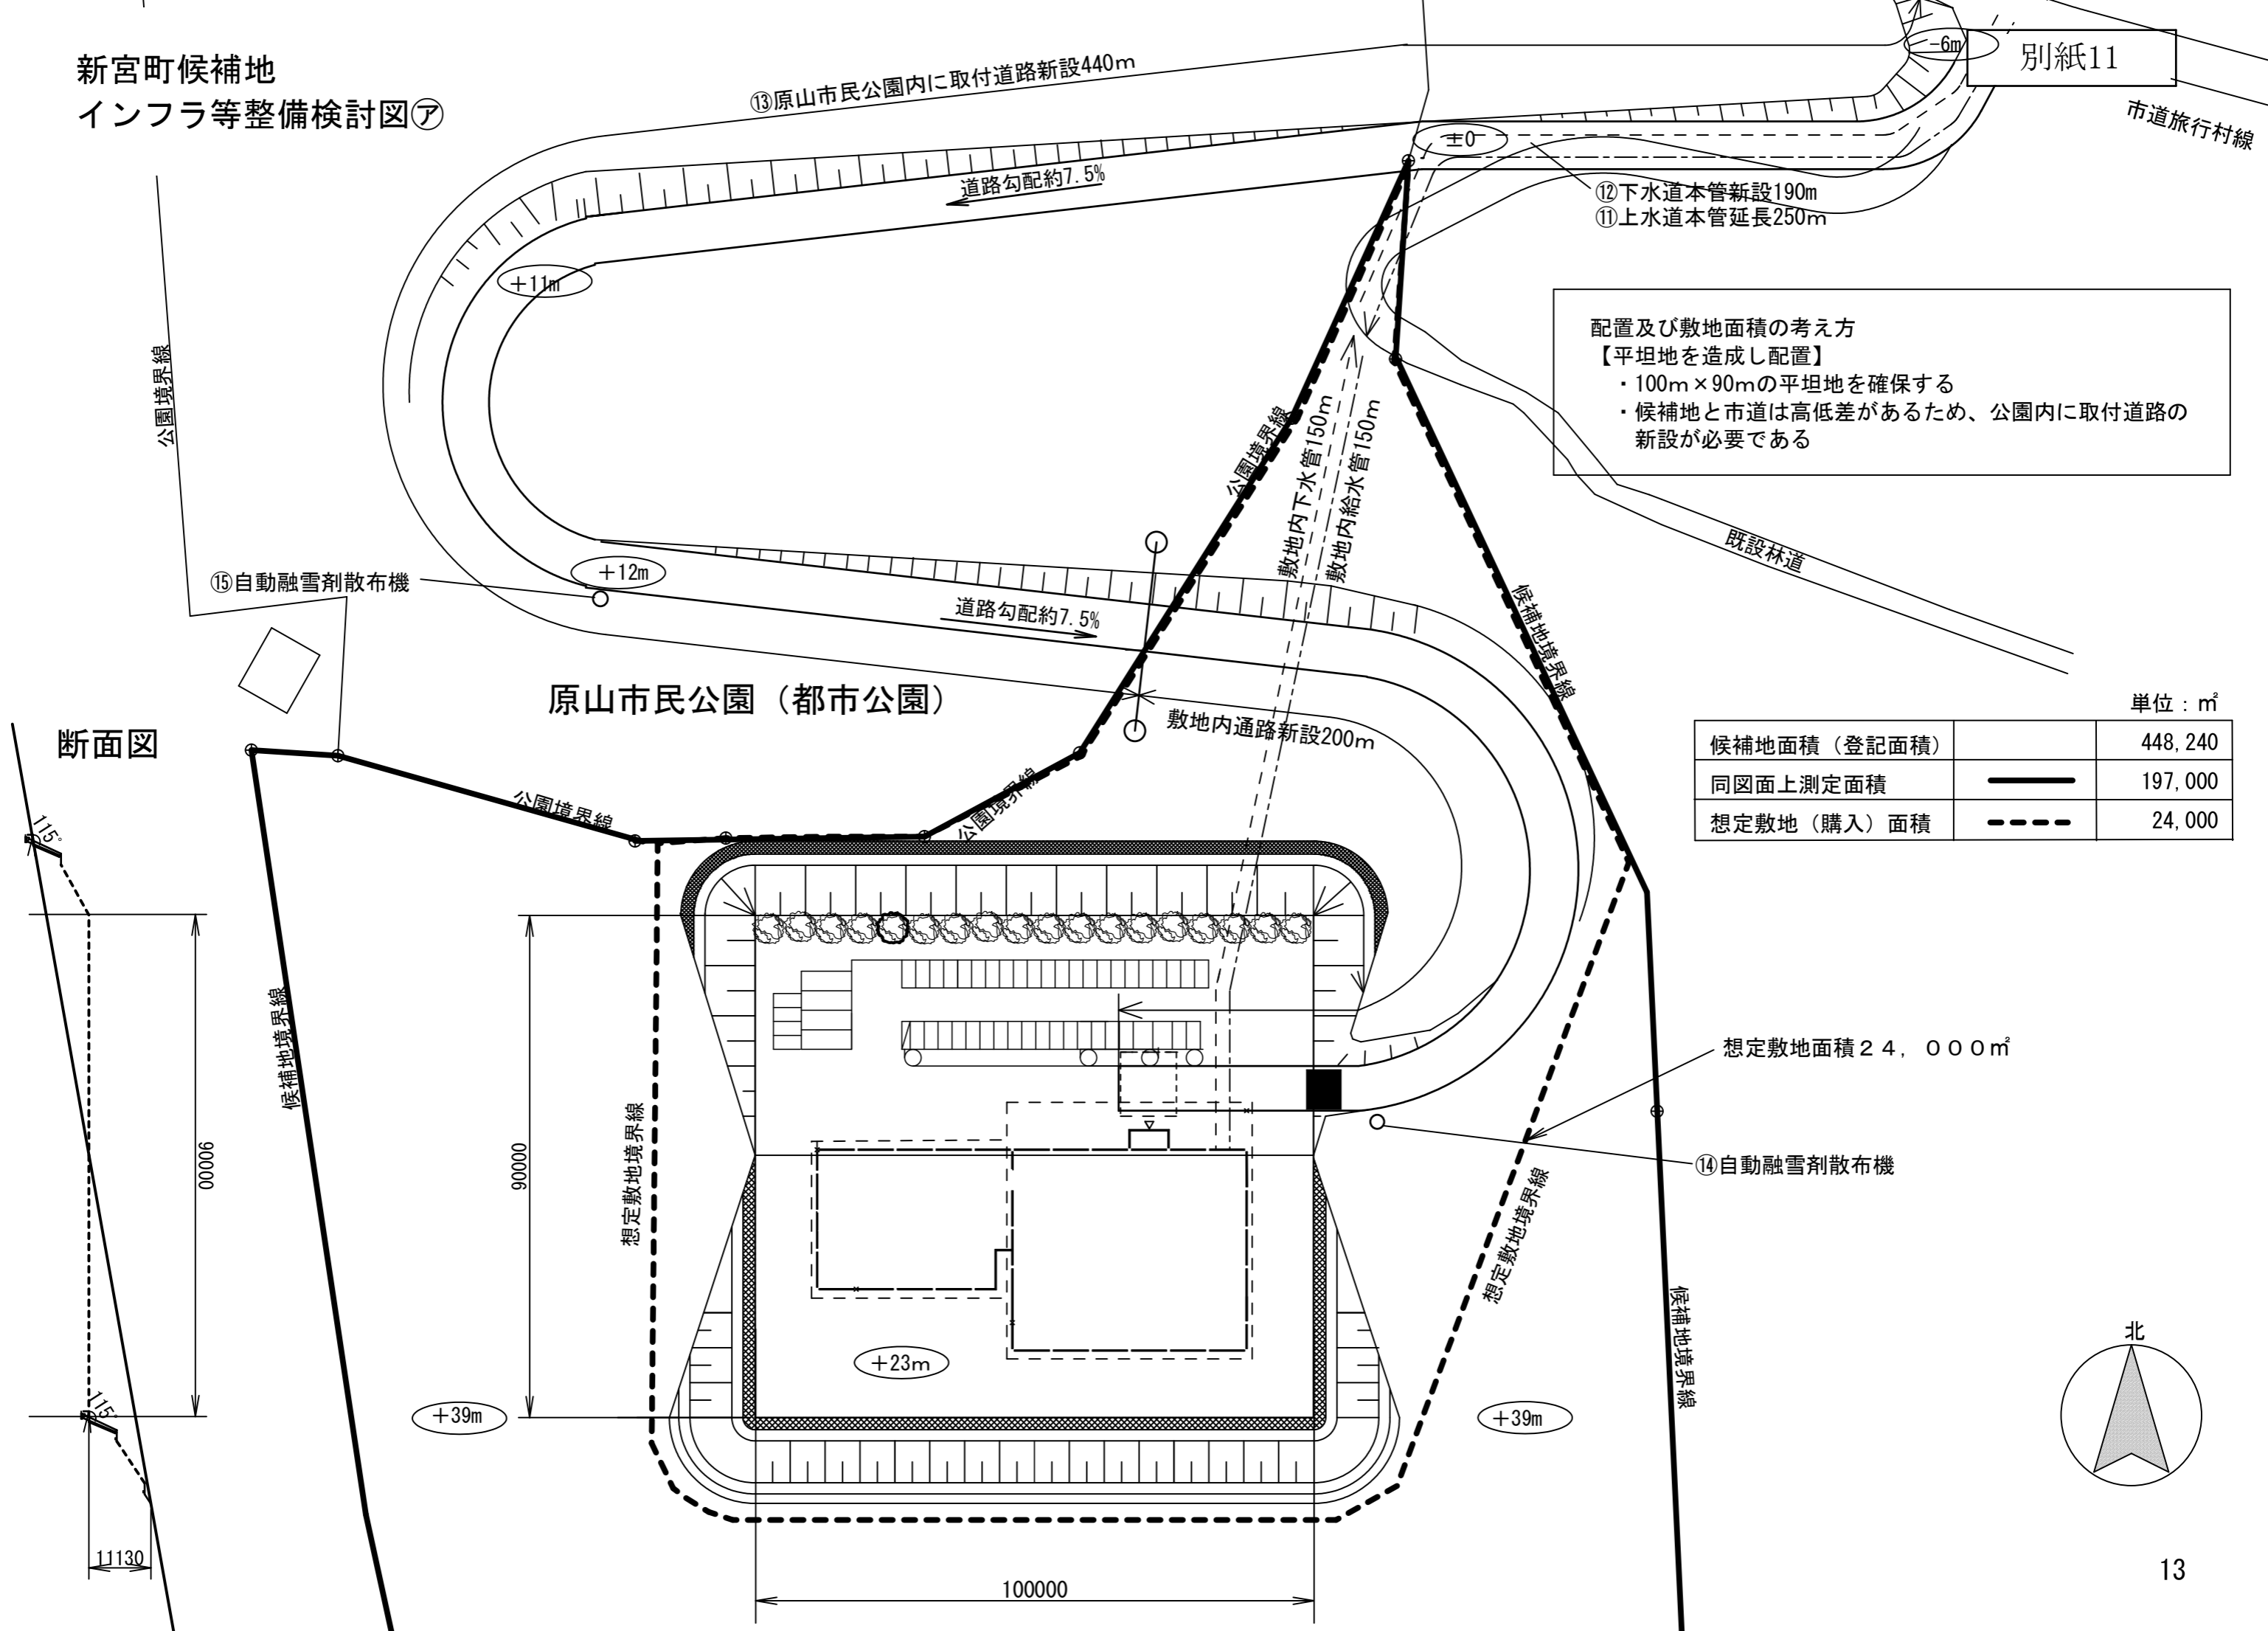 新宮町候補地
インフラ等整備検討図㋐
別紙11
-6m
市道旅行村線
⑬原山市民公園内に取付道路新設440m
±0
道路勾配約7.5%
⑫下水道本管新設190m
⑪上水道本管延長250m
+11m
公園境界線
配置及び敷地面積の考え方
【平坦地を造成し配置】
・100m×90mの平坦地を確保する
・候補地と市道は高低差があるため、公園内に取付道路の
新設が必要である
公園境界線
敷地内下水管150m
敷地内給水管150m
既設林道
⑮自動融雪剤散布機
+12m
道路勾配約7.5%
候補地境界線
原山市民公園（都市公園）
敷地内通路新設200m
断面図
単位：㎡
候補地面積（登記面積） 448,240
同図面上測定面積 197,000
想定敷地（購入）面積 24,000
公園境界線
公園境界線
115°
候補地境界線
90000
90000
想定敷地境界線
想定敷地面積２４，０００㎡
⑭自動融雪剤散布機
想定敷地境界線
候補地境界線
+23m
+39m
+39m
115°
北
11130
100000
13